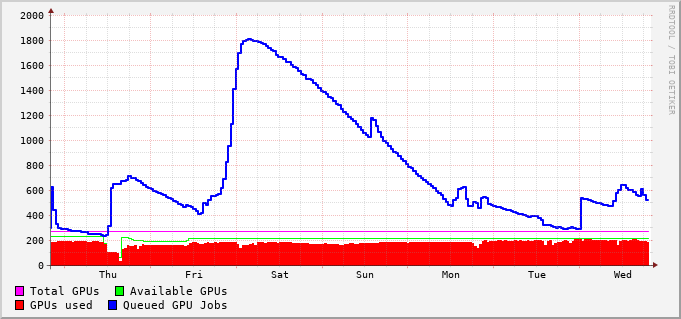 2000
1800
1600
1400
1200
1000
800
600
400
200
0
Thu Fri Sat Sun Mon Tue Wed
RRDTOOL / TOBI OETIKER
Total GPUs Available GPUs
GPUs used Queued GPU Jobs